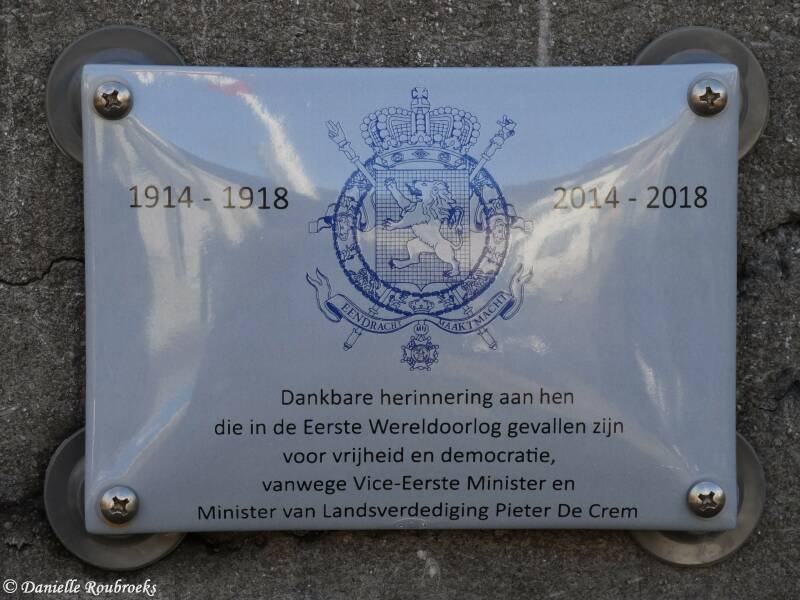 1914 - 1918
2014 - 2018
EENDRACHT MAAKT MACHT
Dankbare herinnering aan hen
die in de Eerste Wereldoorlog gevallen zijn
voor vrijheid en democratie,
vanwege Vice-Eerste Minister en
Minister van Landsverdediging Pieter De Crem
© Danielle Roubroeks